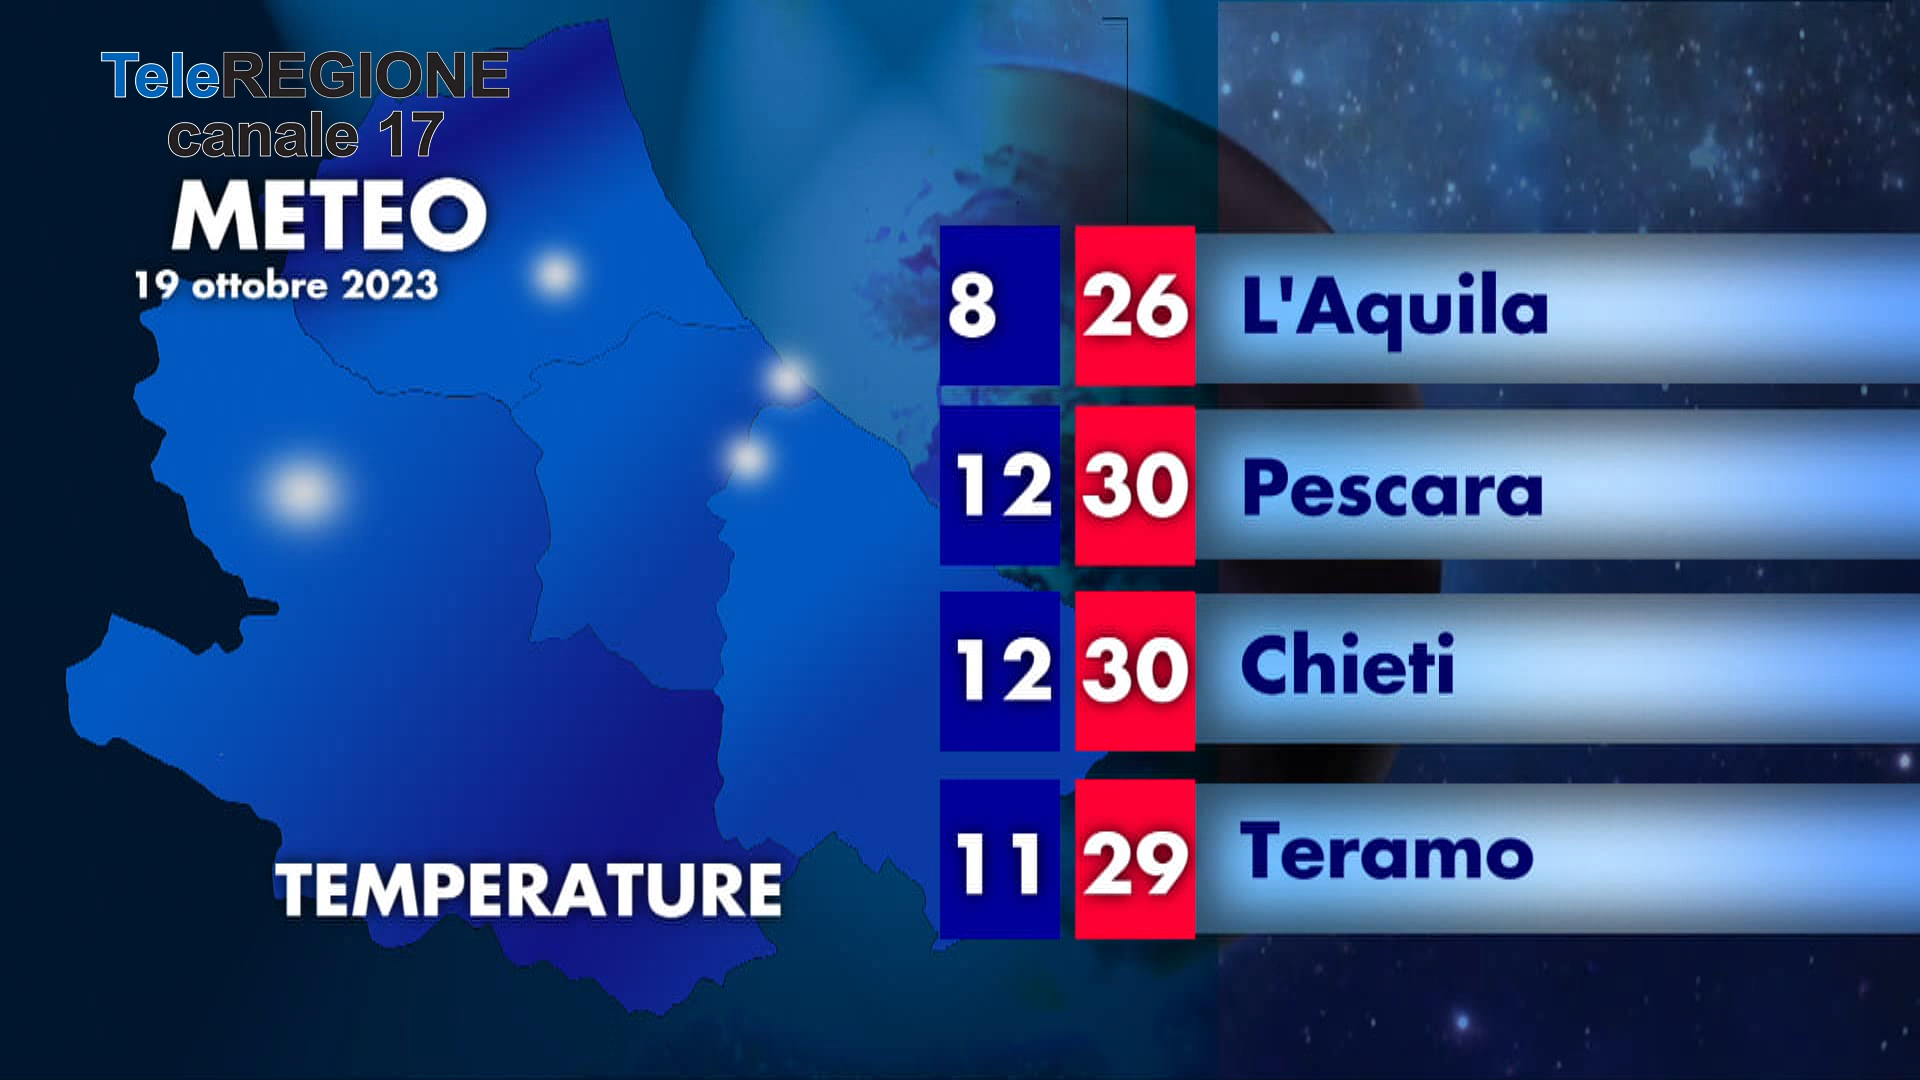 TeleREGIONE
canale 17
METEO
19 ottobre 2023
8 26 L'Aquila
12 30 Pescara
12 30 Chieti
11 29 Teramo
TEMPERATURE